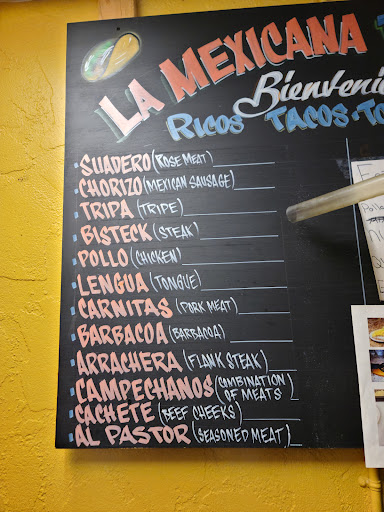 LA MEXICANA
Bienveni
RICOS TACOS
SUADERO (ROSE MEAT)
CHORIZO (MEXICAN SAUSAGE)
TRIPA (TRIPE)
BISTECK (STEAK)
POLLO (CHICKEN)
LENGUA (TONGUE)
CARNITAS (PORK MEAT)
BARBACOA (BARBACOA)
ARRACHERA (FLANK STEAK)
CAMPECHANOS (COMBINATION
OF MEATS)
CACHETE (BEEF CHEEKS)
AL PASTOR (SEASONED MEAT)